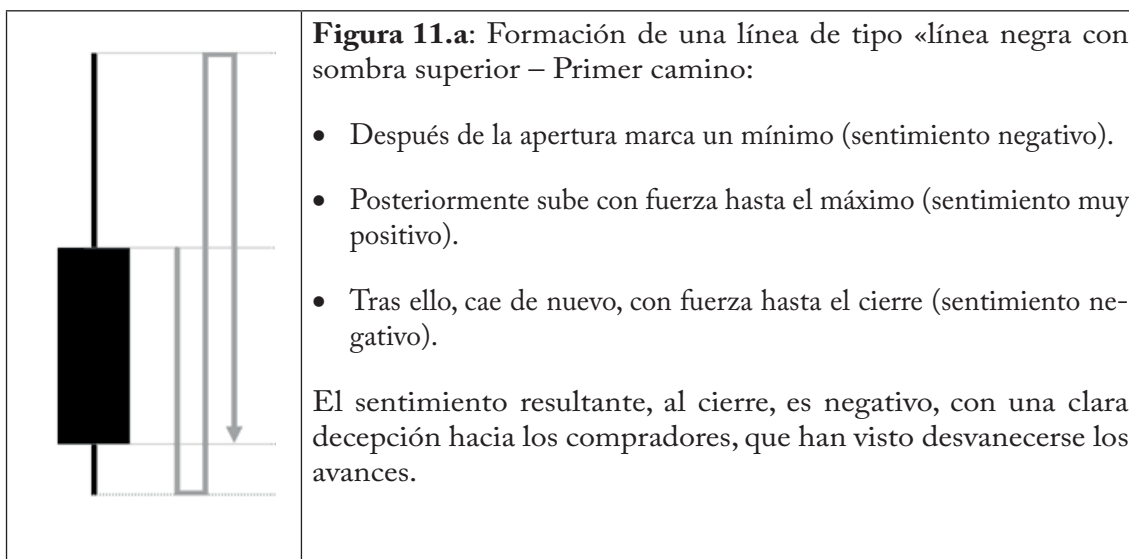 Figura 11.a: Formación de una línea de tipo «línea negra con
sombra superior – Primer camino:
• Después de la apertura marca un mínimo (sentimiento negativo).
• Posteriormente sube con fuerza hasta el máximo (sentimiento muy
positivo).
• Tras ello, cae de nuevo, con fuerza hasta el cierre (sentimiento ne-
gativo).
El sentimiento resultante, al cierre, es negativo, con una clara
decepción hacia los compradores, que han visto desvanecerse los
avances.